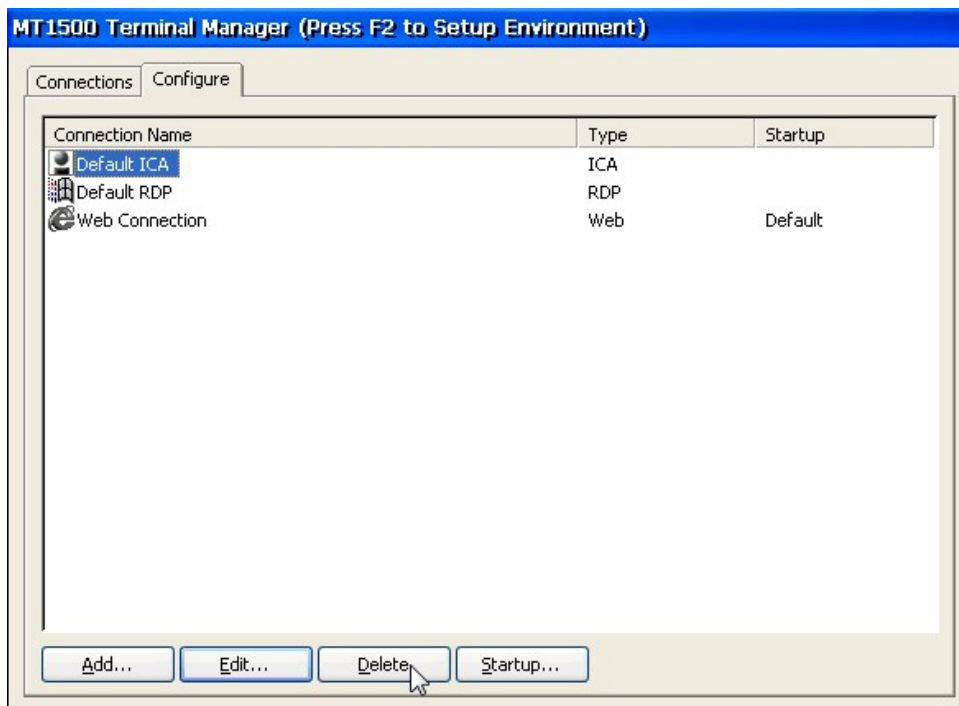 MT1500 Terminal Manager (Press F2 to Setup Environment)
Connections Configure
Connection Name Type Startup
Default ICA ICA
Default RDP RDP
Web Connection Web Default
Add... Edit... Delete Startup...